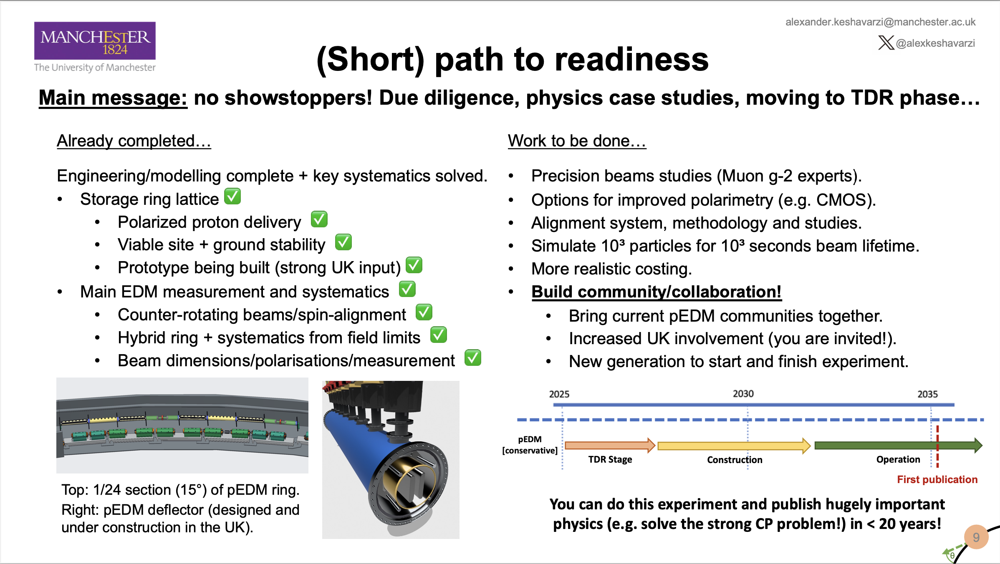 MANCHESTER
1824
The University of Manchester
alexander.keshavarzi@manchester.ac.uk
@alexkeshavarzi
(Short) path to readiness
Main message: no showstoppers! Due diligence, physics case studies, moving to TDR phase…
Already completed…
Engineering/modelling complete + key systematics solved.
• Storage ring lattice ✅
• Polarized proton delivery ✅
• Viable site + ground stability ✅
• Prototype being built (strong UK input) ✅
• Main EDM measurement and systematics ✅
• Counter-rotating beams/spin-alignment ✅
• Hybrid ring + systematics from field limits ✅
• Beam dimensions/polarisations/measurement ✅
Top: 1/24 section (15°) of pEDM ring.
Right: pEDM deflector (designed and
under construction in the UK).
Work to be done…
• Precision beams studies (Muon g-2 experts).
• Options for improved polarimetry (e.g. CMOS).
• Alignment system, methodology and studies.
• Simulate 10³ particles for 10³ seconds beam lifetime.
• More realistic costing.
• Build community/collaboration!
• Bring current pEDM communities together.
• Increased UK involvement (you are invited!).
• New generation to start and finish experiment.
2025 2030 2035
pEDM
[conservative]
TDR Stage Construction Operation
First publication
You can do this experiment and publish hugely important
physics (e.g. solve the strong CP problem!) in < 20 years!
9
θ